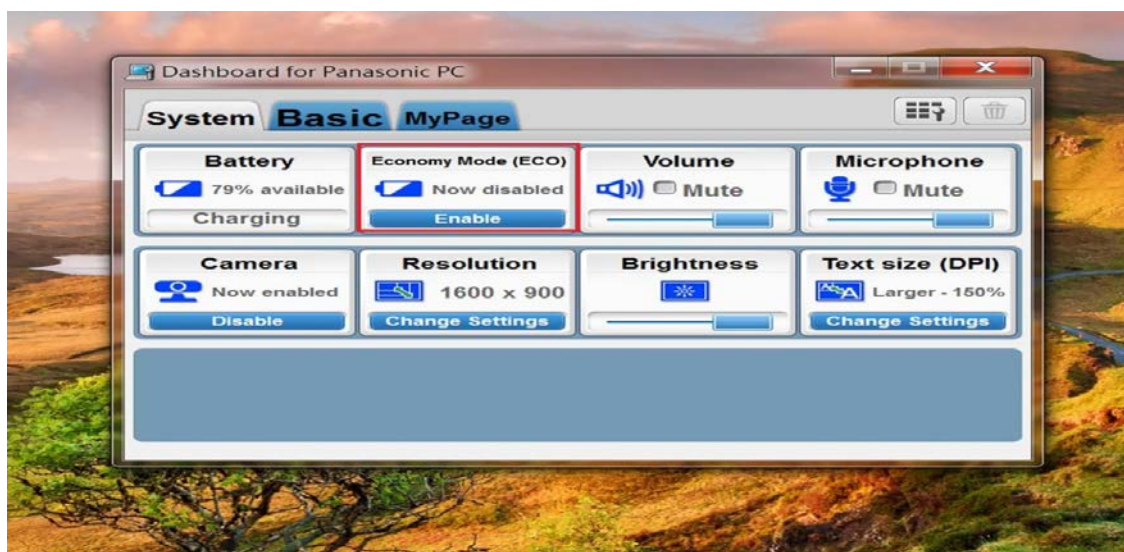 Dashboard for Panasonic PC
System Basic MyPage
Battery
79% available
Charging
Economy Mode (ECO)
Now disabled
Enable
Volume
Mute
Microphone
Mute
Camera
Now enabled
Disable
Resolution
1600 x 900
Change Settings
Brightness
Text size (DPI)
Larger - 150%
Change Settings